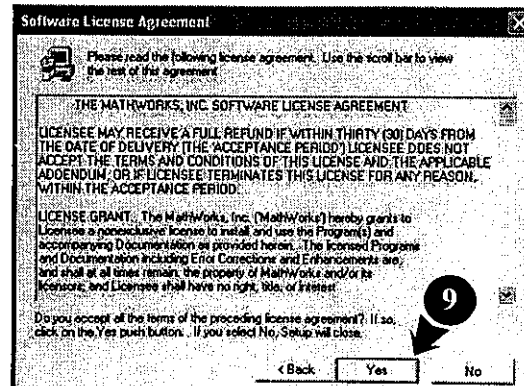 Software License Agreement
Please read the following license agreement. Use the scroll bar to view
the rest of this agreement
THE MATHWORKS, INC. SOFTWARE LICENSE AGREEMENT
LICENSEE MAY RECEIVE A FULL REFUND IF WITHIN THIRTY (30) DAYS FROM
THE DATE OF DELIVERY (THE 'ACCEPTANCE PERIOD') LICENSEE DOES NOT
ACCEPT THE TERMS AND CONDITIONS OF THIS LICENSE AND THE APPLICABLE
ADDENDUM, OR IF LICENSEE TERMINATES THIS LICENSE FOR ANY REASON,
WITHIN THE ACCEPTANCE PERIOD.
LICENSE GRANT. The MathWorks, Inc. ('MathWorks') hereby grants to
Licensee a nonexclusive license to install and use the Program(s) and
accompanying Documentation as provided herein. The licensed Programs
and Documentation including Error Corrections and Enhancements are,
and shall at all times remain, the property of MathWorks and/or its
licensors, and Licensee shall have no right, title, or interest
Do you accept all the terms of the preceding license agreement? If so,
click on the Yes push button. If you select No, Setup will close.
9
< Back Yes No